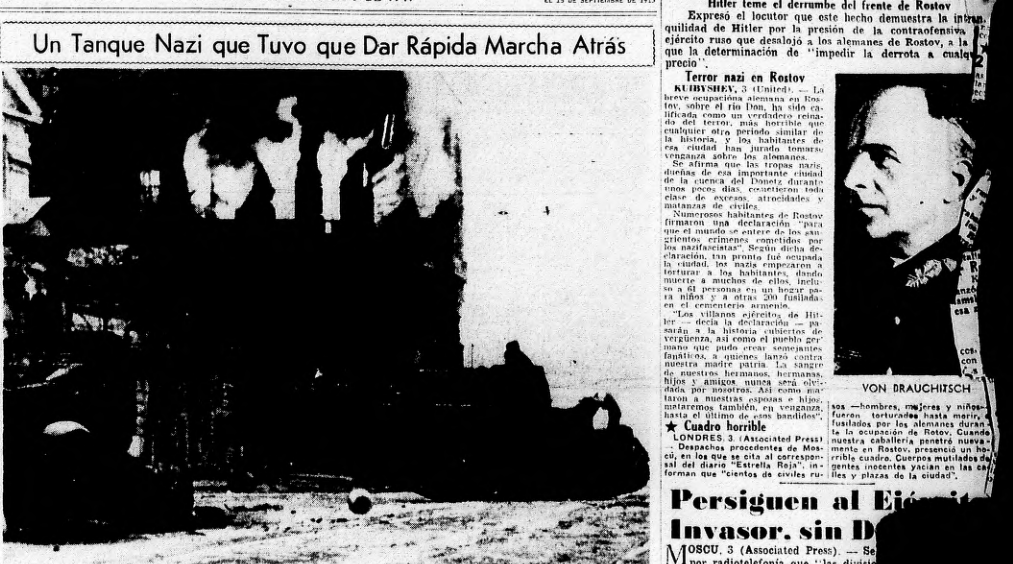 EL 15 DE SEPTIEMBRE DE 1915
Un Tanque Nazi que Tuvo que Dar Rápida Marcha Atrás
Hitler teme el derrumbe del frente de Rostov
Expresó el locutor que este hecho demuestra la intran-
quilidad de Hitler por la presión de la contraofensiva
ejército ruso que desalojó a los alemanes de Rostov, a la
que la determinación de "impedir la derrota a cualqu
precio".
Terror nazi en Rostov
KUIBYSHEV, 3 (United). — La
breve ocupacióna alemana en Ros-
tov, sobre el río Don, ha sido ca-
lificada como un verdadero reina-
do del terror, más horrible que
cualquier otro período similar de
la historia, y los habitantes de
esa ciudad han jurado tomarse
venganza sobre los alemanes.
Se afirma que las tropas nazis,
dueñas de esa importante ciudad
de la cuenca del Donetz durante
unos pocos días, cometieron toda
clase de excesos, atrocidades y
matanzas de civiles.
Numerosos habitantes de Rostov
firmaron una declaración "para
que el mundo se entere de los san-
grientos crímenes cometidos por
los nazifascistas". Según dicha de-
claración, tan pronto fué ocupada
la ciudad, los nazis empezaron a
torturar a los habitantes, dando
muerte a muchos de ellos, inclu-
so a 61 personas en un hogar pa-
ra niños y a otras 200 fusiladas
en el cementerio armenio.
"Los villanos ejércitos de Hit-
ler — decía la declaración — pa-
sarán a la historia cubiertos de
vergüenza, así como el pueblo ger-
mano que pudo crear semejantes
fanáticos, a quienes lanzó contra
nuestra madre patria. La sangre
de nuestros hermanos, hermanas,
hijos y amigos, nunca será olvi-
dada por nosotros. Así como ma-
taron a nuestras esposas e hijos,
mataremos también, en venganza,
hasta el último de esos bandidos".
★ Cuadro horrible
LONDRES, 3. (Associated Press)
— Despachos procedentes de Mos-
cú, en los que se cita al correspon-
sal del diario "Estrella Roja", in-
forman que "cientos de civiles ru-
VON BRAUCHITSCH
sos —hombres, mujeres y niños—
fueron torturados hasta morir,
fusilados por los alemanes duran-
te la ocupación de Rotov. Cuando
nuestra caballería penetró nueva-
mente en Rostov, presenció un ho-
rrible cuadro. Cuerpos mutilados de
gentes inocentes yacían en las ca-
lles y plazas de la ciudad".
Persiguen al Ejércit
Invasor, sin D
MOSCU, 3 (Associated Press). — Se
por radiotelefonía que "las divisio